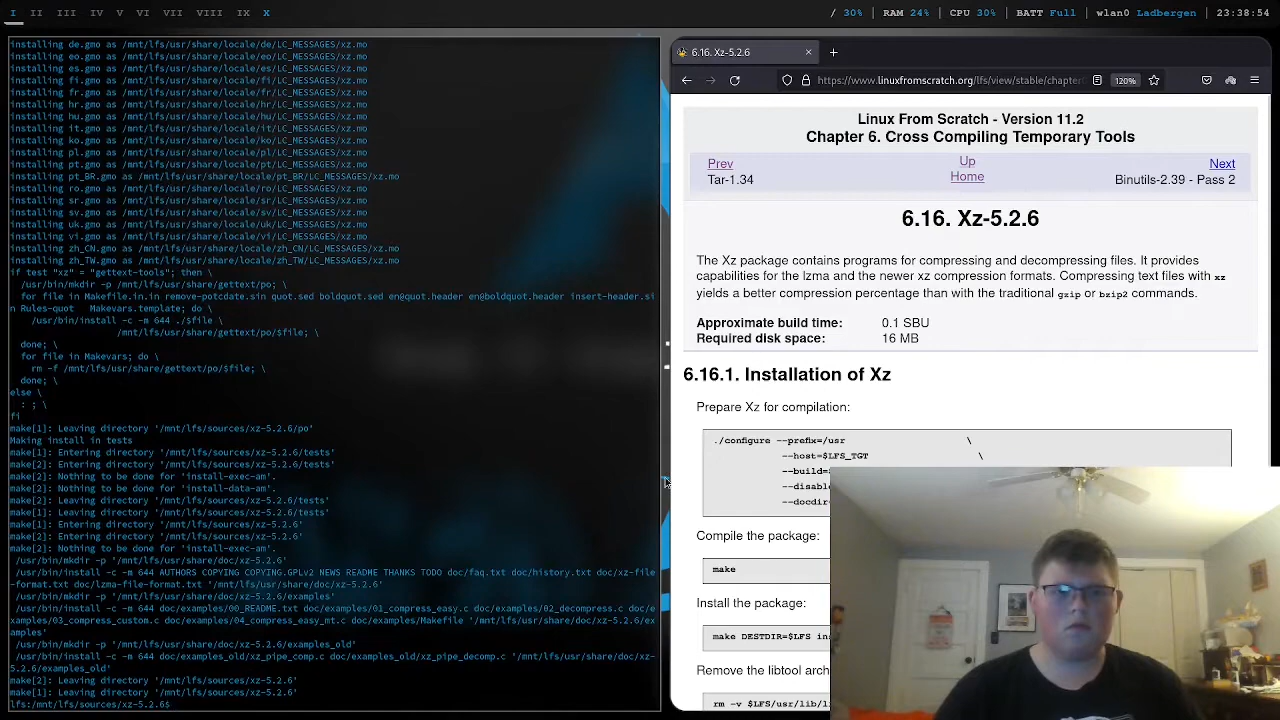 I II III IV V VI VII VIII IX X
/ 30% | RAM 24% | CPU 30% | BATT Full | wlan0 Ladbergen | 23:38:54
installing de.gmo as /mnt/lfs/usr/share/locale/de/LC_MESSAGES/xz.mo
installing eo.gmo as /mnt/lfs/usr/share/locale/eo/LC_MESSAGES/xz.mo
installing es.gmo as /mnt/lfs/usr/share/locale/es/LC_MESSAGES/xz.mo
installing fi.gmo as /mnt/lfs/usr/share/locale/fi/LC_MESSAGES/xz.mo
installing fr.gmo as /mnt/lfs/usr/share/locale/fr/LC_MESSAGES/xz.mo
installing hr.gmo as /mnt/lfs/usr/share/locale/hr/LC_MESSAGES/xz.mo
installing hu.gmo as /mnt/lfs/usr/share/locale/hu/LC_MESSAGES/xz.mo
installing it.gmo as /mnt/lfs/usr/share/locale/it/LC_MESSAGES/xz.mo
installing ko.gmo as /mnt/lfs/usr/share/locale/ko/LC_MESSAGES/xz.mo
installing pl.gmo as /mnt/lfs/usr/share/locale/pl/LC_MESSAGES/xz.mo
installing pt.gmo as /mnt/lfs/usr/share/locale/pt/LC_MESSAGES/xz.mo
installing pt_BR.gmo as /mnt/lfs/usr/share/locale/pt_BR/LC_MESSAGES/xz.mo
installing ro.gmo as /mnt/lfs/usr/share/locale/ro/LC_MESSAGES/xz.mo
installing sr.gmo as /mnt/lfs/usr/share/locale/sr/LC_MESSAGES/xz.mo
installing sv.gmo as /mnt/lfs/usr/share/locale/sv/LC_MESSAGES/xz.mo
installing uk.gmo as /mnt/lfs/usr/share/locale/uk/LC_MESSAGES/xz.mo
installing vi.gmo as /mnt/lfs/usr/share/locale/vi/LC_MESSAGES/xz.mo
installing zh_CN.gmo as /mnt/lfs/usr/share/locale/zh_CN/LC_MESSAGES/xz.mo
installing zh_TW.gmo as /mnt/lfs/usr/share/locale/zh_TW/LC_MESSAGES/xz.mo
if test "xz" = "gettext-tools"; then \
/usr/bin/mkdir -p /mnt/lfs/usr/share/gettext/po; \
for file in Makefile.in.in remove-potcdate.sin quot.sed boldquot.sed en@quot.header en@boldquot.header insert-header.si
n Rules-quot Makevars.template; do \
/usr/bin/install -c -m 644 ./$file \
/mnt/lfs/usr/share/gettext/po/$file; \
done; \
for file in Makevars; do \
rm -f /mnt/lfs/usr/share/gettext/po/$file; \
done; \
else \
: ; \
fi
make[1]: Leaving directory '/mnt/lfs/sources/xz-5.2.6/po'
Making install in tests
make[1]: Entering directory '/mnt/lfs/sources/xz-5.2.6/tests'
make[2]: Entering directory '/mnt/lfs/sources/xz-5.2.6/tests'
make[2]: Nothing to be done for 'install-exec-am'.
make[2]: Nothing to be done for 'install-data-am'.
make[2]: Leaving directory '/mnt/lfs/sources/xz-5.2.6/tests'
make[1]: Leaving directory '/mnt/lfs/sources/xz-5.2.6/tests'
make[1]: Entering directory '/mnt/lfs/sources/xz-5.2.6'
make[2]: Entering directory '/mnt/lfs/sources/xz-5.2.6'
make[2]: Nothing to be done for 'install-exec-am'.
/usr/bin/mkdir -p '/mnt/lfs/usr/share/doc/xz-5.2.6'
/usr/bin/install -c -m 644 AUTHORS COPYING COPYING.GPLv2 NEWS README THANKS TODO doc/faq.txt doc/history.txt doc/xz-file
-format.txt doc/lzma-file-format.txt '/mnt/lfs/usr/share/doc/xz-5.2.6'
/usr/bin/mkdir -p '/mnt/lfs/usr/share/doc/xz-5.2.6/examples'
/usr/bin/install -c -m 644 doc/examples/00_README.txt doc/examples/01_compress_easy.c doc/examples/02_decompress.c doc/e
xamples/03_compress_custom.c doc/examples/04_compress_easy_mt.c doc/examples/Makefile '/mnt/lfs/usr/share/doc/xz-5.2.6/ex
amples'
/usr/bin/mkdir -p '/mnt/lfs/usr/share/doc/xz-5.2.6/examples_old'
/usr/bin/install -c -m 644 doc/examples_old/xz_pipe_comp.c doc/examples_old/xz_pipe_decomp.c '/mnt/lfs/usr/share/doc/xz-
5.2.6/examples_old'
make[2]: Leaving directory '/mnt/lfs/sources/xz-5.2.6'
make[1]: Leaving directory '/mnt/lfs/sources/xz-5.2.6'
lfs:/mnt/lfs/sources/xz-5.2.6$
6.16. Xz-5.2.6
https://www.linuxfromscratch.org/lfs/view/stable/chapter
120%
Linux From Scratch - Version 11.2
Chapter 6. Cross Compiling Temporary Tools
Prev Up Next
Tar-1.34 Home Binutils-2.39 - Pass 2
6.16. Xz-5.2.6
The Xz package contains programs for compressing and decompressing files. It provides
capabilities for the lzma and the newer xz compression formats. Compressing text files with xz
yields a better compression percentage than with the traditional gzip or bzip2 commands.
Approximate build time: 0.1 SBU
Required disk space: 16 MB
6.16.1. Installation of Xz
Prepare Xz for compilation:
./configure --prefix=/usr \
--host=$LFS_TGT \
--build=
--disable
--docdir
Compile the package:
make
Install the package:
make DESTDIR=$LFS ins
Remove the libtool arch
rm -v $LFS/usr/lib/li